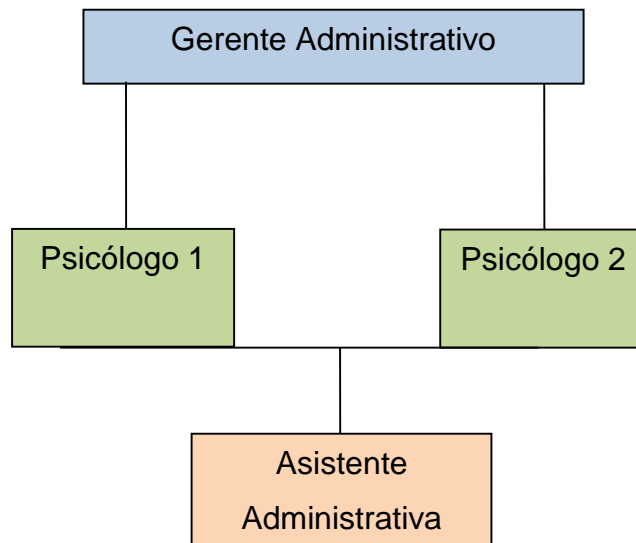 Gerente Administrativo
Psicólogo 1
Psicólogo 2
Asistente
Administrativa